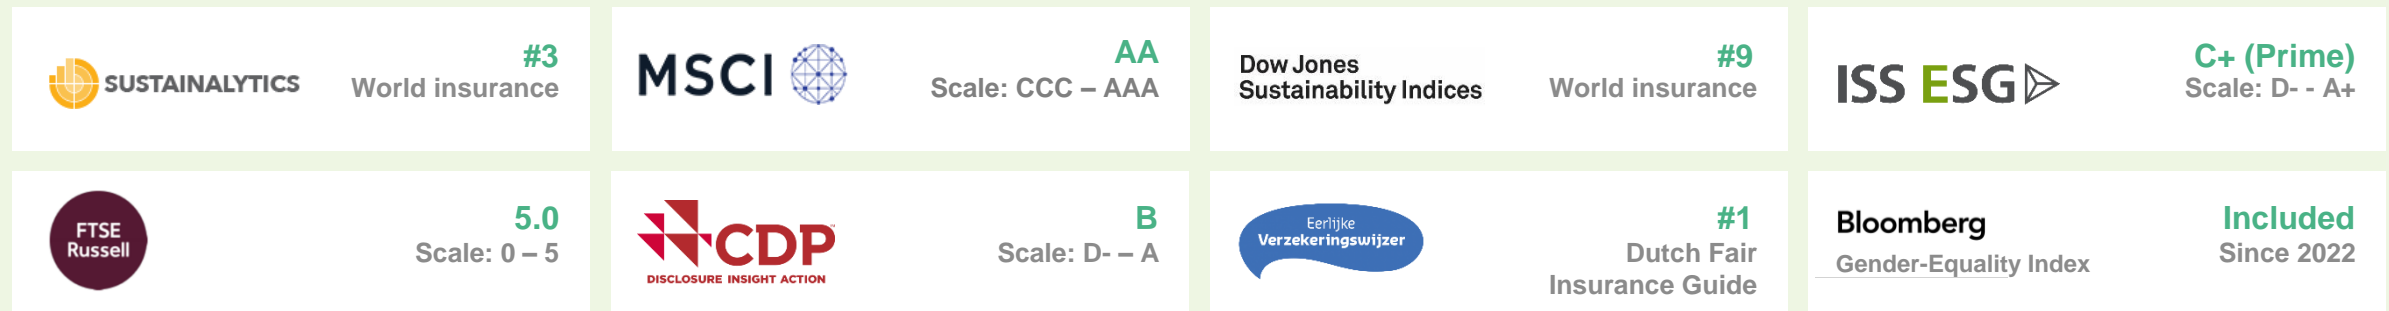 SUSTAINALYTICS
#3
World insurance
MSCI
AA
Scale: CCC – AAA
Dow Jones
Sustainability Indices
#9
World insurance
ISS ESG
C+ (Prime)
Scale: D- - A+
FTSE
Russell
5.0
Scale: 0 – 5
CDP
DISCLOSURE INSIGHT ACTION
B
Scale: D- – A
Eerlijke
Verzekeringswijzer
#1
Dutch Fair
Insurance Guide
Bloomberg
Gender-Equality Index
Included
Since 2022